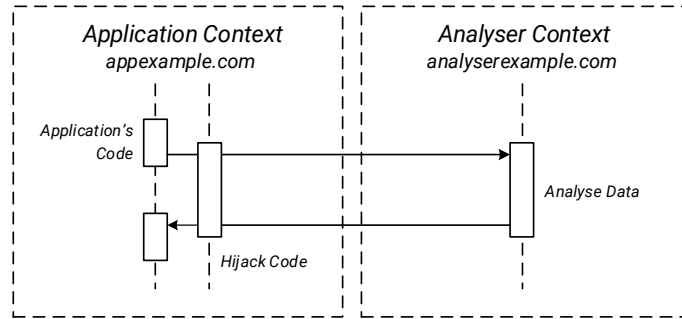 Application Context
appexample.com
Analyser Context
analyserexample.com
Application's
Code
Analyse Data
Hijack Code